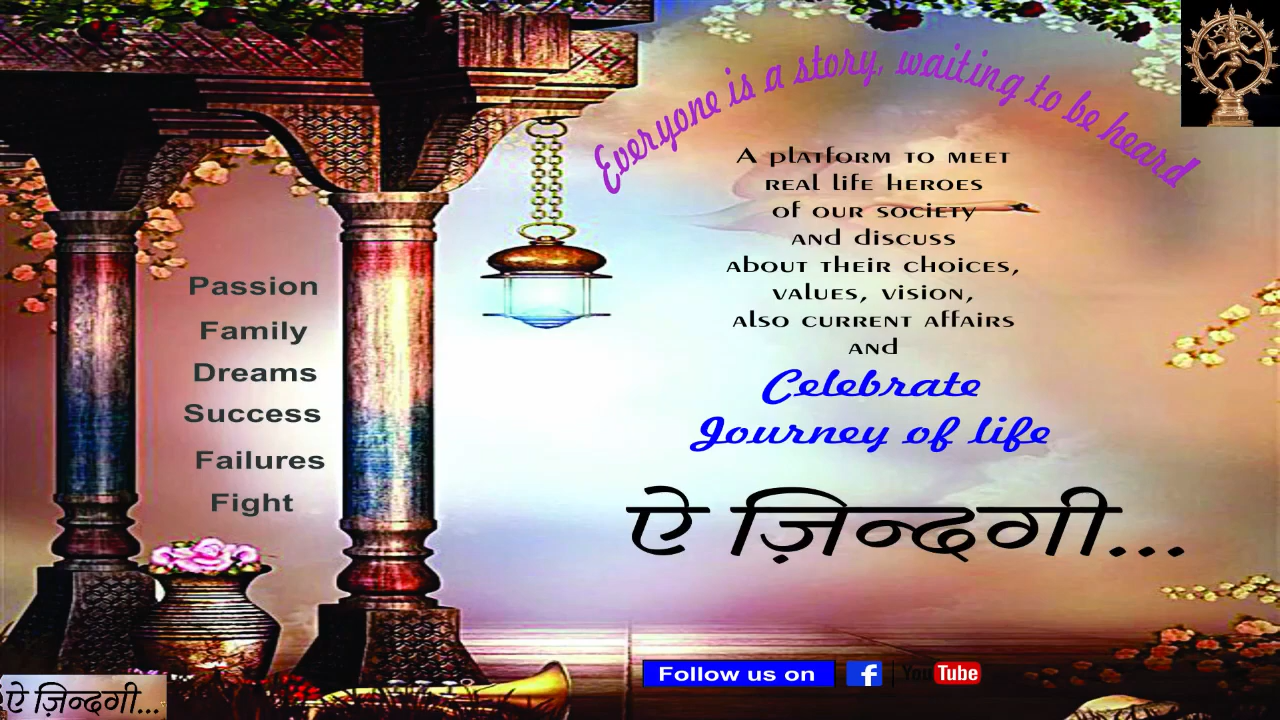 Everyone is a story, waiting to be heard
A platform to meet
real life heroes
of our society
and discuss
about their choices,
values, vision,
also current affairs
and
Celebrate
Journey of life
ऐ ज़िन्दगी...
Passion
Family
Dreams
Success
Failures
Fight
Follow us on
f
YouTube
ऐ ज़िन्दगी...